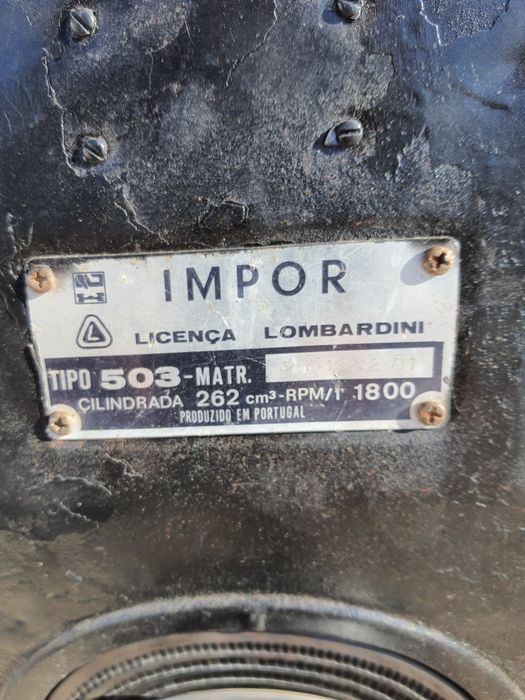 IMPOR
L LICENÇA LOMBARDINI
TIPO 503-MATR.
CILINDRADA 262 cm³-RPM/1' 1800
PRODUZIDO EM PORTUGAL